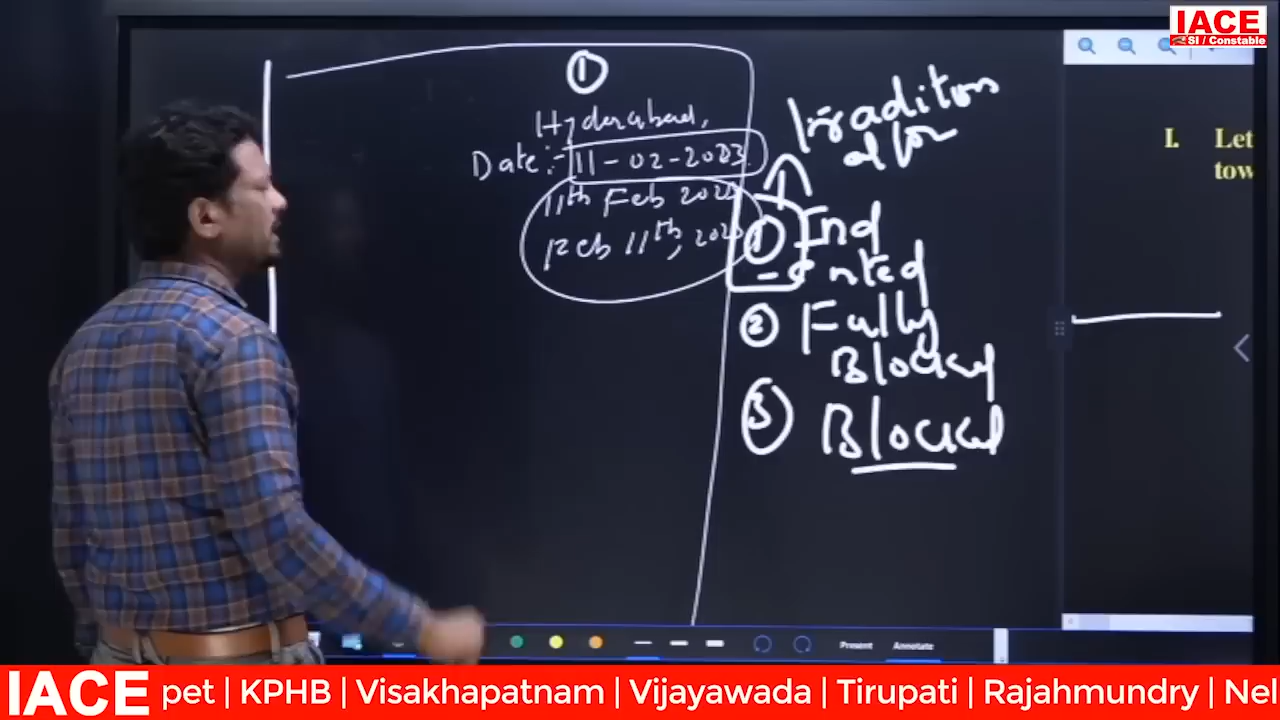 IACE
SI / Constable
①
Hyderabad,
Date:- 11-02-2023
11th Feb 2023
Feb 11th, 2023
Traditional for
① Ind
-ented
② Fully
Blocked
③ Blocked
I. Let
tow
Present Annotate
IACE pet | KPHB | Visakhapatnam | Vijayawada | Tirupati | Rajahmundry | Nel